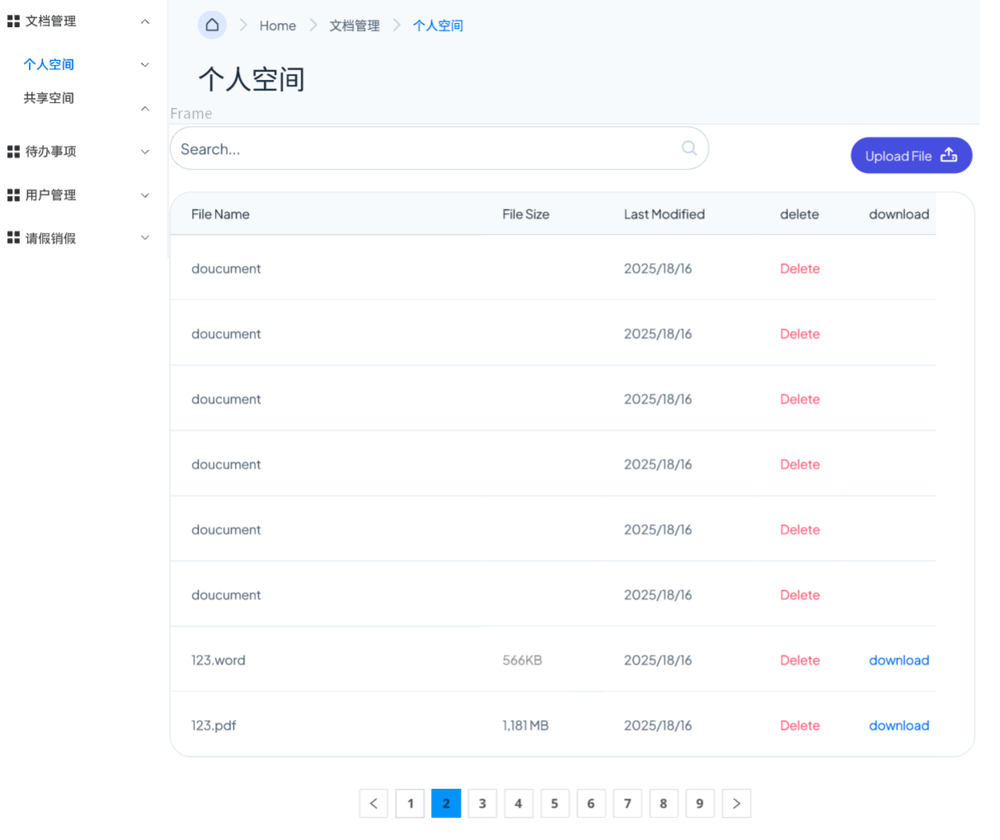 文档管理
个人空间
共享空间
待办事项
用户管理
请假销假
Home 文档管理 个人空间
个人空间
Frame
Search...
Upload File
File Name File Size Last Modified delete download
doucument 2025/18/16 Delete
doucument 2025/18/16 Delete
doucument 2025/18/16 Delete
doucument 2025/18/16 Delete
doucument 2025/18/16 Delete
doucument 2025/18/16 Delete
123.word 566KB 2025/18/16 Delete download
123.pdf 1,181 MB 2025/18/16 Delete download
1 2 3 4 5 6 7 8 9